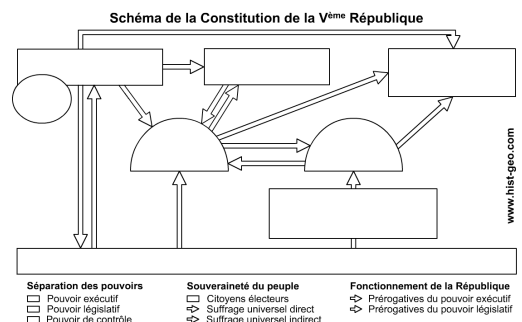 Schéma de la Constitution de la Vème République
www.hist-geo.com
Séparation des pouvoirs
Pouvoir exécutif
Pouvoir législatif
Pouvoir de contrôle
Souveraineté du peuple
Citoyens électeurs
Suffrage universel direct
Suffrage universel indirect
Fonctionnement de la République
Prérogatives du pouvoir exécutif
Prérogatives du pouvoir législatif